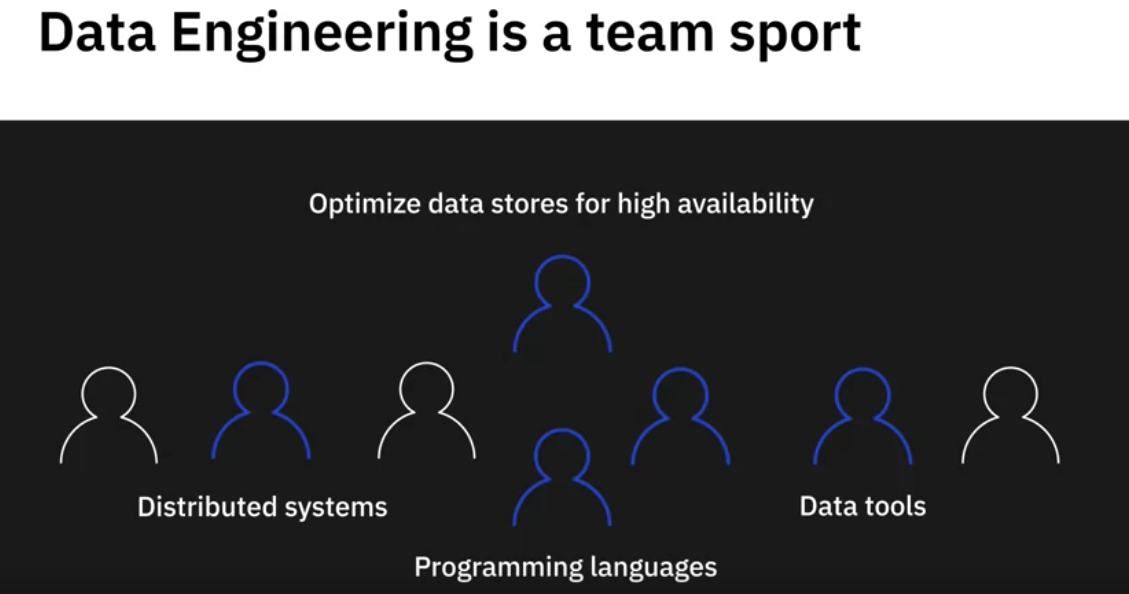 Data Engineering is a team sport
Optimize data stores for high availability
Distributed systems
Data tools
Programming languages